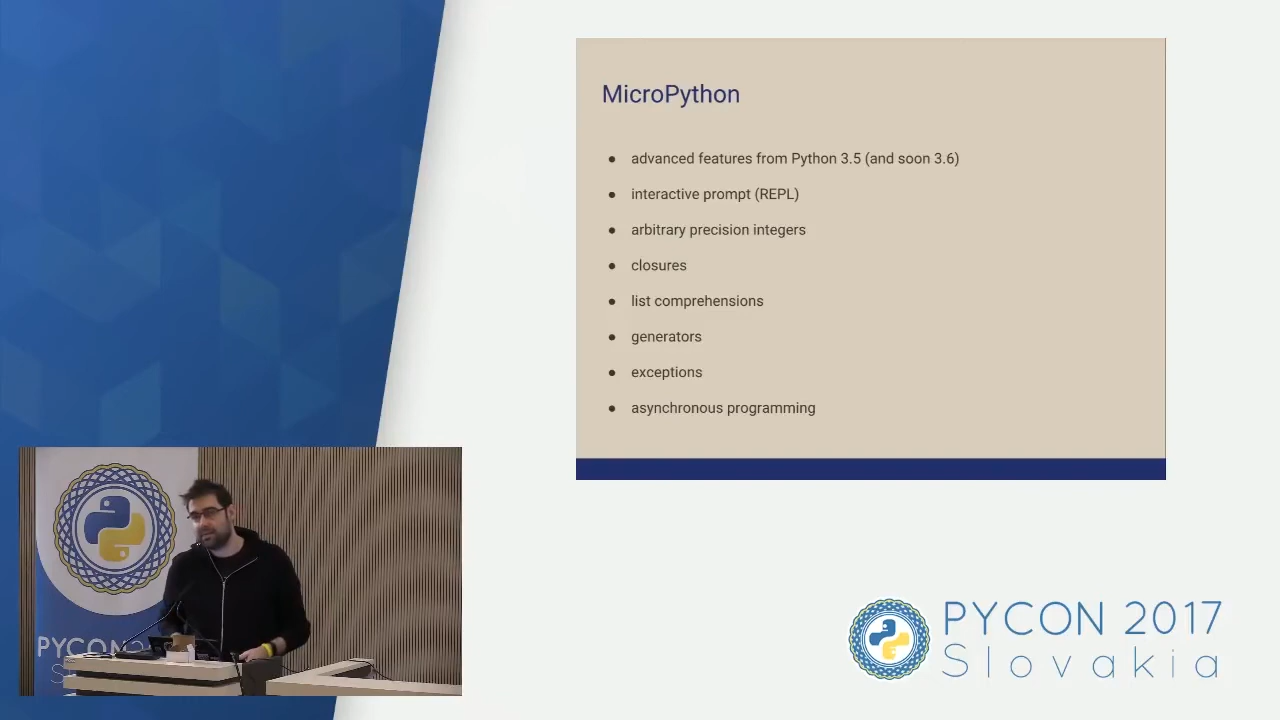 MicroPython
● advanced features from Python 3.5 (and soon 3.6)
● interactive prompt (REPL)
● arbitrary precision integers
● closures
● list comprehensions
● generators
● exceptions
● asynchronous programming
PYCON 2017
Slovakia
PYCON